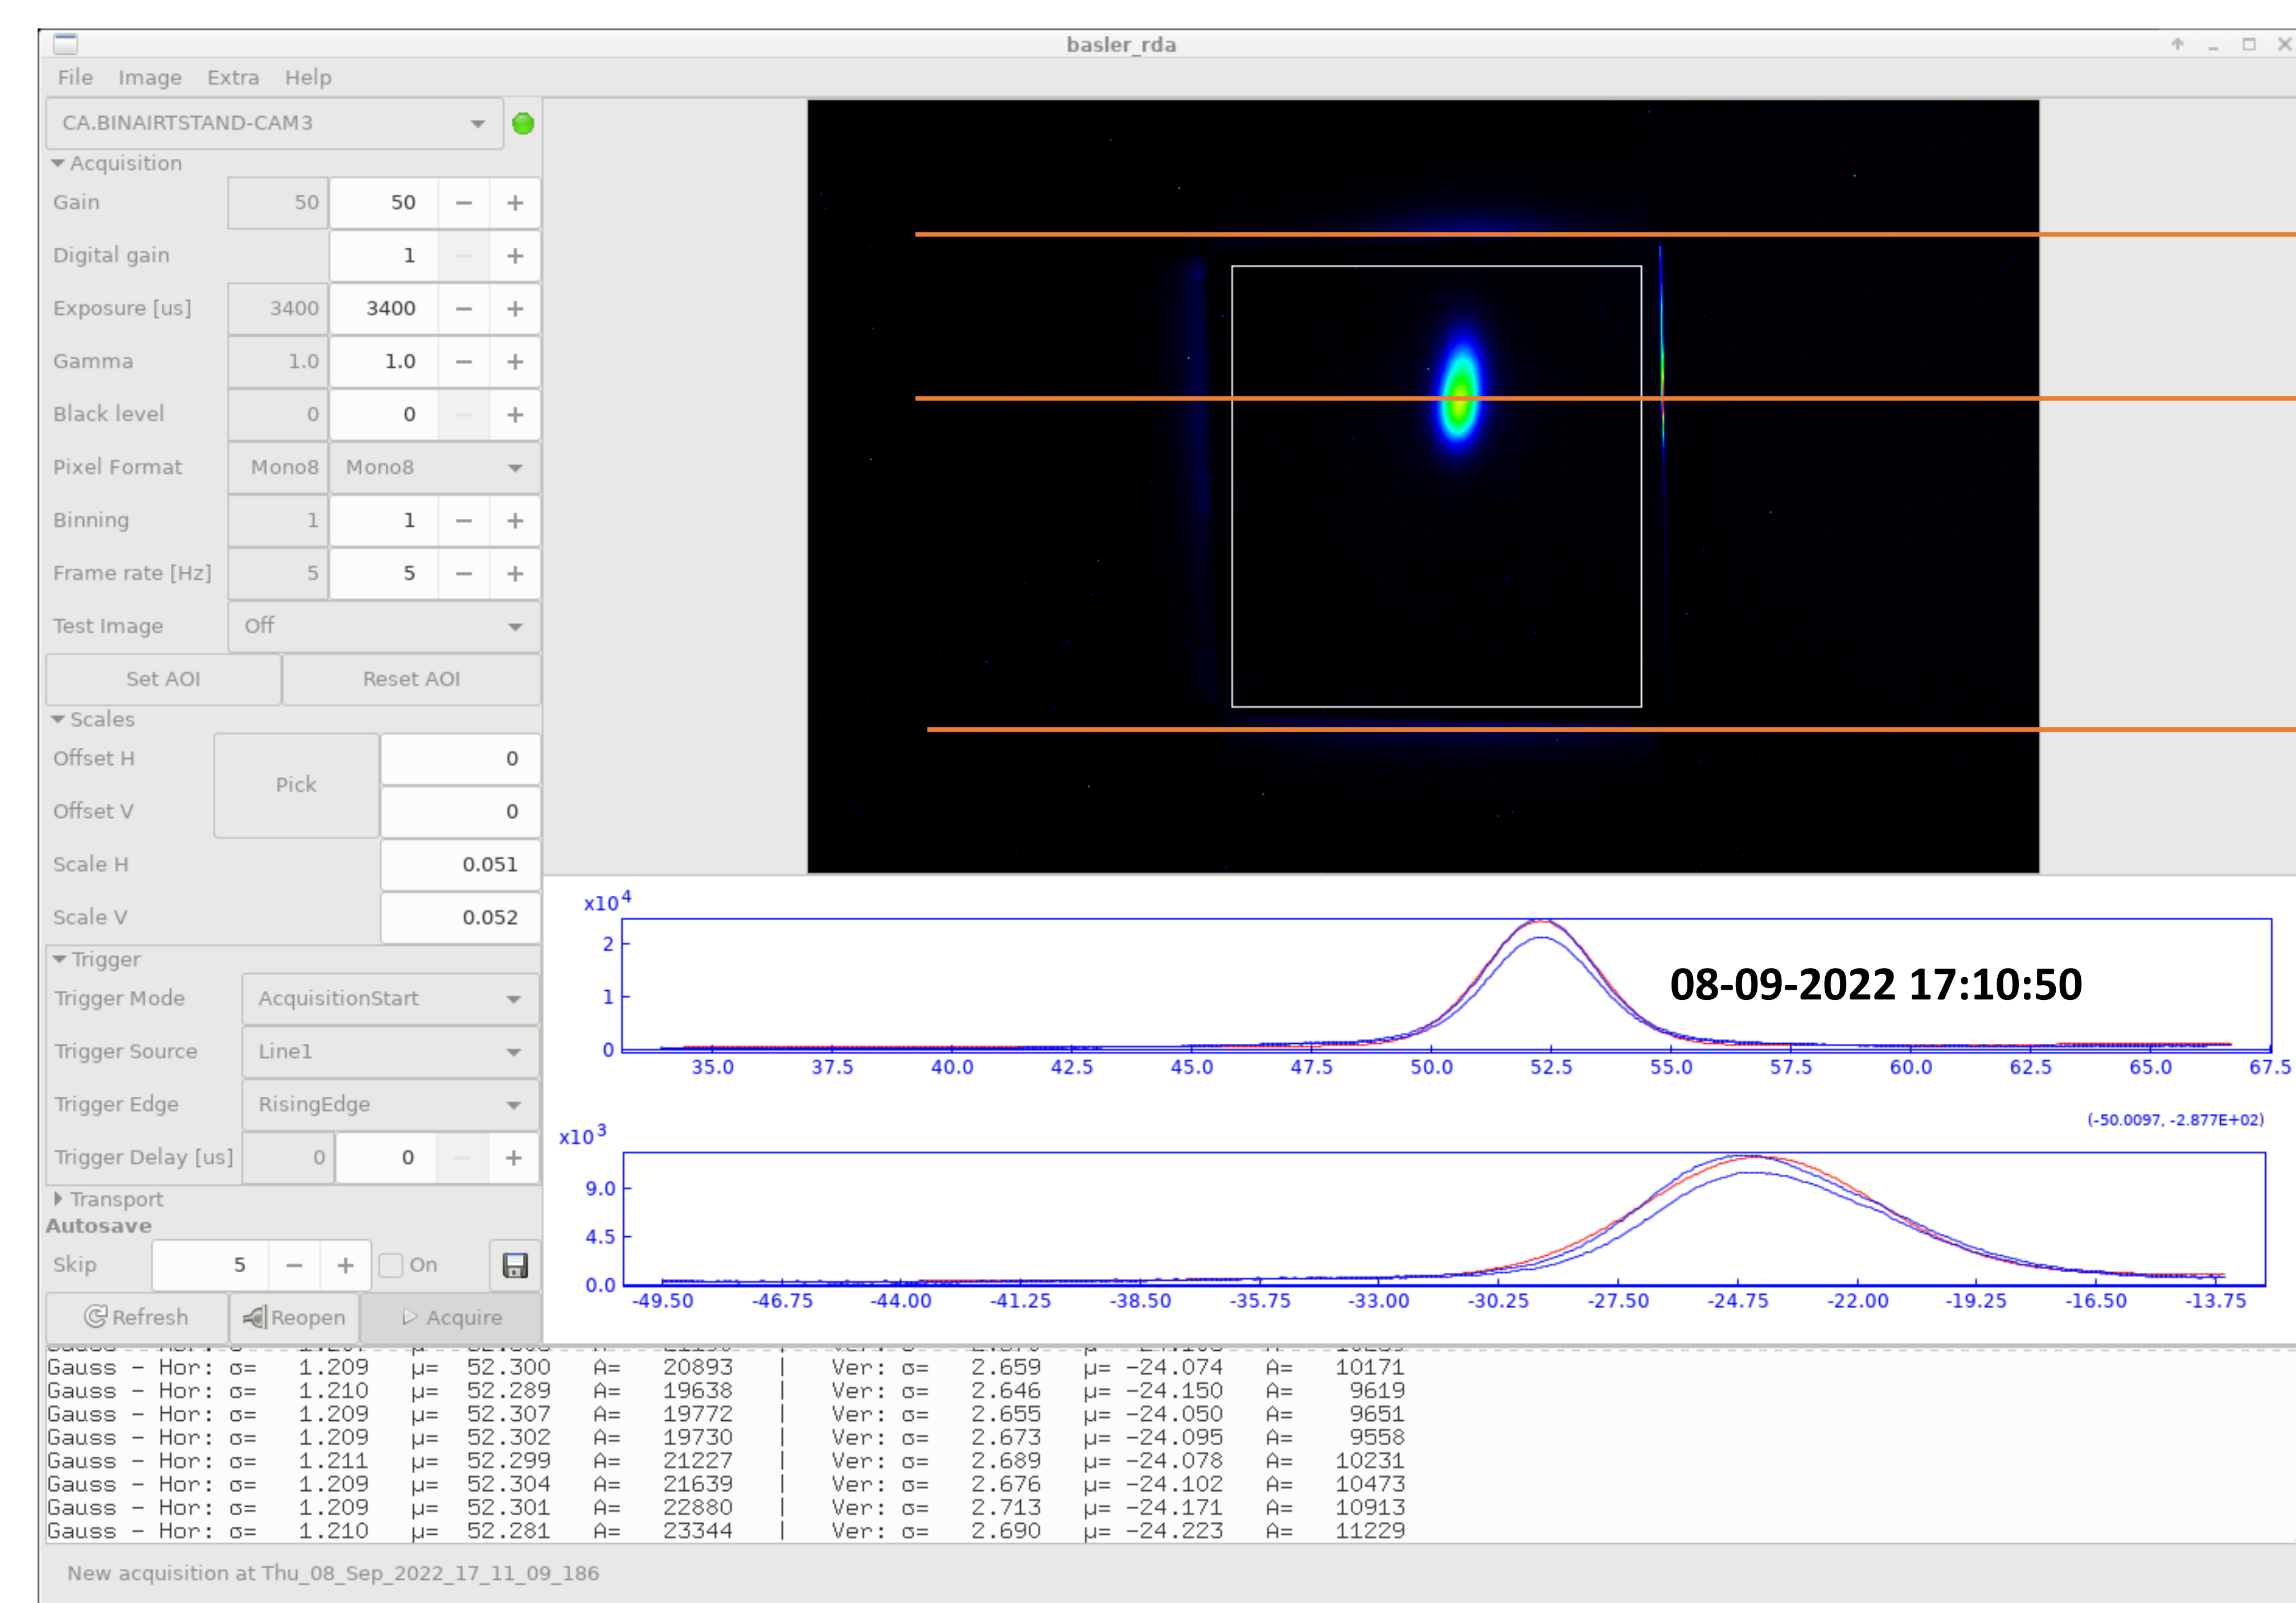 basler_rda
File Image Extra Help
CA.BINAIRTSTAND-CAM3
Acquisition
Gain 50 50 − +
Digital gain 1 − +
Exposure [us] 3400 3400 − +
Gamma 1.0 1.0 − +
Black level 0 0 − +
Pixel Format Mono8 Mono8
Binning 1 1 − +
Frame rate [Hz] 5 5 − +
Test Image Off
Set AOI Reset AOI
Scales
Offset H 0
Pick
Offset V 0
Scale H 0.051
Scale V 0.052
Trigger
Trigger Mode AcquisitionStart
Trigger Source Line1
Trigger Edge RisingEdge
Trigger Delay [us] 0 0 − +
Transport
Autosave
Skip 5 − + On
Refresh Reopen Acquire
x10^4
2
1
0
35.0 37.5 40.0 42.5 45.0 47.5 50.0 52.5 55.0 57.5 60.0 62.5 65.0 67.5
08-09-2022 17:10:50
(-50.0097, -2.877E+02)
x10^3
9.0
4.5
0.0
-49.50 -46.75 -44.00 -41.25 -38.50 -35.75 -33.00 -30.25 -27.50 -24.75 -22.00 -19.25 -16.50 -13.75
Gauss - Hor: σ= 1.209 μ= 52.300 A= 20893 | Ver: σ= 2.659 μ= -24.074 A= 10171
Gauss - Hor: σ= 1.210 μ= 52.289 A= 19638 | Ver: σ= 2.646 μ= -24.150 A= 9619
Gauss - Hor: σ= 1.209 μ= 52.307 A= 19772 | Ver: σ= 2.655 μ= -24.050 A= 9651
Gauss - Hor: σ= 1.209 μ= 52.302 A= 19730 | Ver: σ= 2.673 μ= -24.095 A= 9558
Gauss - Hor: σ= 1.211 μ= 52.299 A= 21227 | Ver: σ= 2.689 μ= -24.078 A= 10231
Gauss - Hor: σ= 1.209 μ= 52.304 A= 21639 | Ver: σ= 2.676 μ= -24.102 A= 10473
Gauss - Hor: σ= 1.209 μ= 52.301 A= 22880 | Ver: σ= 2.713 μ= -24.171 A= 10913
Gauss - Hor: σ= 1.210 μ= 52.281 A= 23344 | Ver: σ= 2.690 μ= -24.223 A= 11229
New acquisition at Thu_08_Sep_2022_17_11_09_186